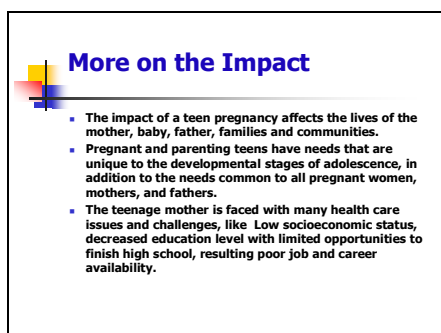 More on the Impact
The impact of a teen pregnancy affects the lives of the
mother, baby, father, families and communities.
Pregnant and parenting teens have needs that are
unique to the developmental stages of adolescence, in
addition to the needs common to all pregnant women,
mothers, and fathers.
The teenage mother is faced with many health care
issues and challenges, like Low socioeconomic status,
decreased education level with limited opportunities to
finish high school, resulting poor job and career
availability.